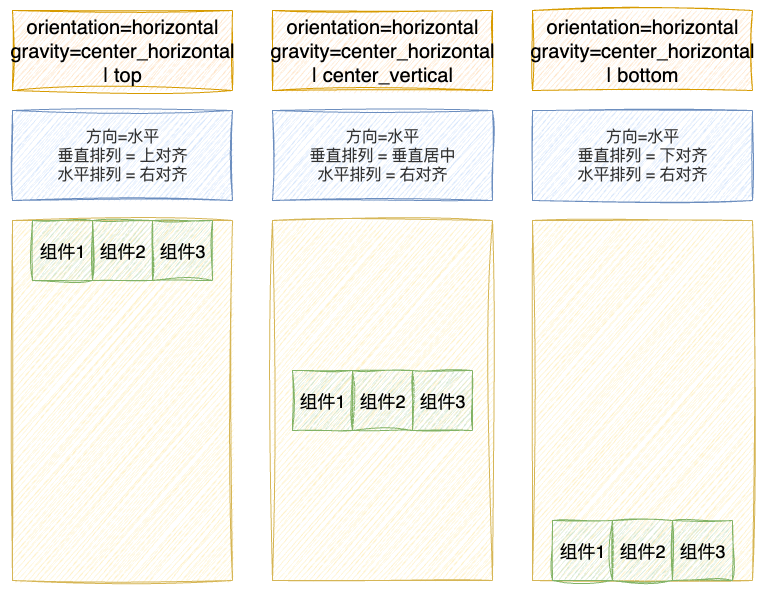 orientation=horizontal
gravity=center_horizontal
| top
orientation=horizontal
gravity=center_horizontal
| center_vertical
orientation=horizontal
gravity=center_horizontal
| bottom
方向=水平
垂直排列 = 上对齐
水平排列 = 右对齐
方向=水平
垂直排列 = 垂直居中
水平排列 = 右对齐
方向=水平
垂直排列 = 下对齐
水平排列 = 右对齐
组件1 组件2 组件3
组件1 组件2 组件3
组件1 组件2 组件3